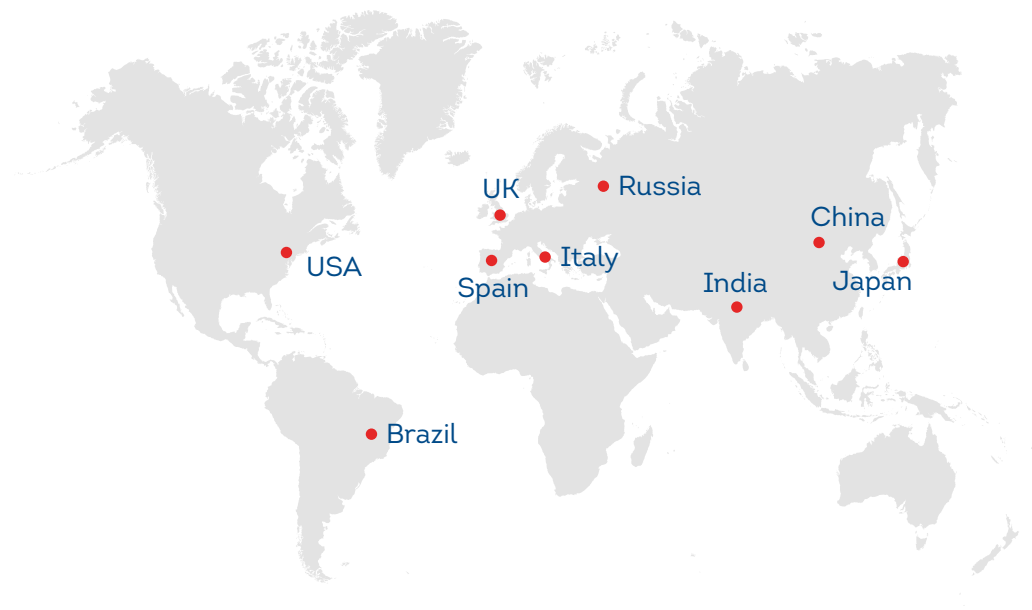 UK
Russia
China
USA
Italy
Spain
India
Japan
Brazil